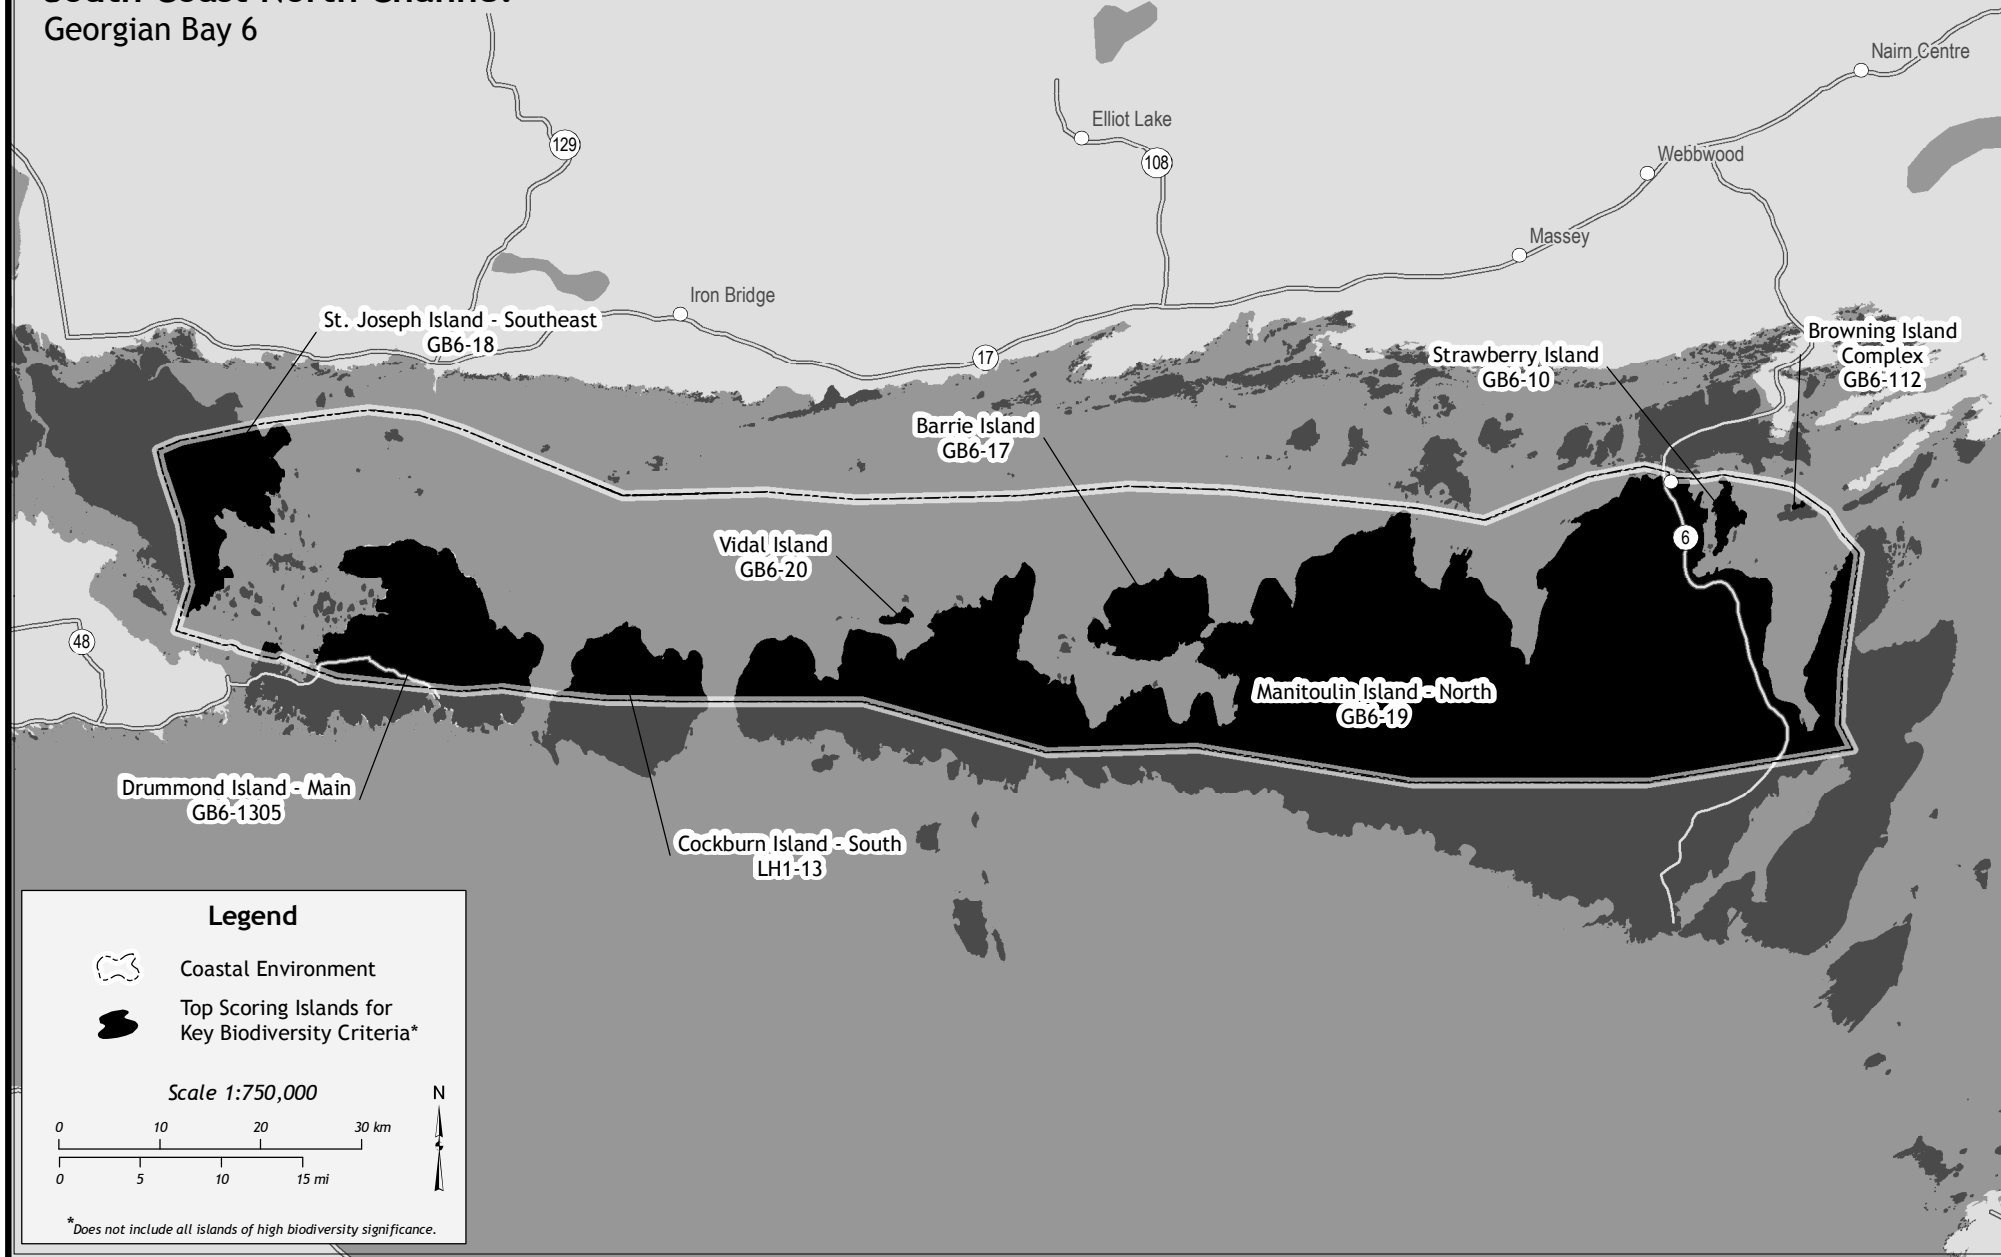 South Coast North Channel
Georgian Bay 6
Nairn Centre
Elliot Lake
129
108
Webbwood
Massey
Iron Bridge
St. Joseph Island - Southeast
GB6-18
17
Strawberry Island
GB6-10
Browning Island
Complex
GB6-112
Barrie Island
GB6-17
Vidal Island
GB6-20
6
48
Manitoulin Island - North
GB6-19
Drummond Island - Main
GB6-1305
Cockburn Island - South
LH1-13
Legend
Coastal Environment
Top Scoring Islands for
Key Biodiversity Criteria*
Scale 1:750,000
N
0 10 20 30 km
0 5 10 15 mi
*Does not include all islands of high biodiversity significance.